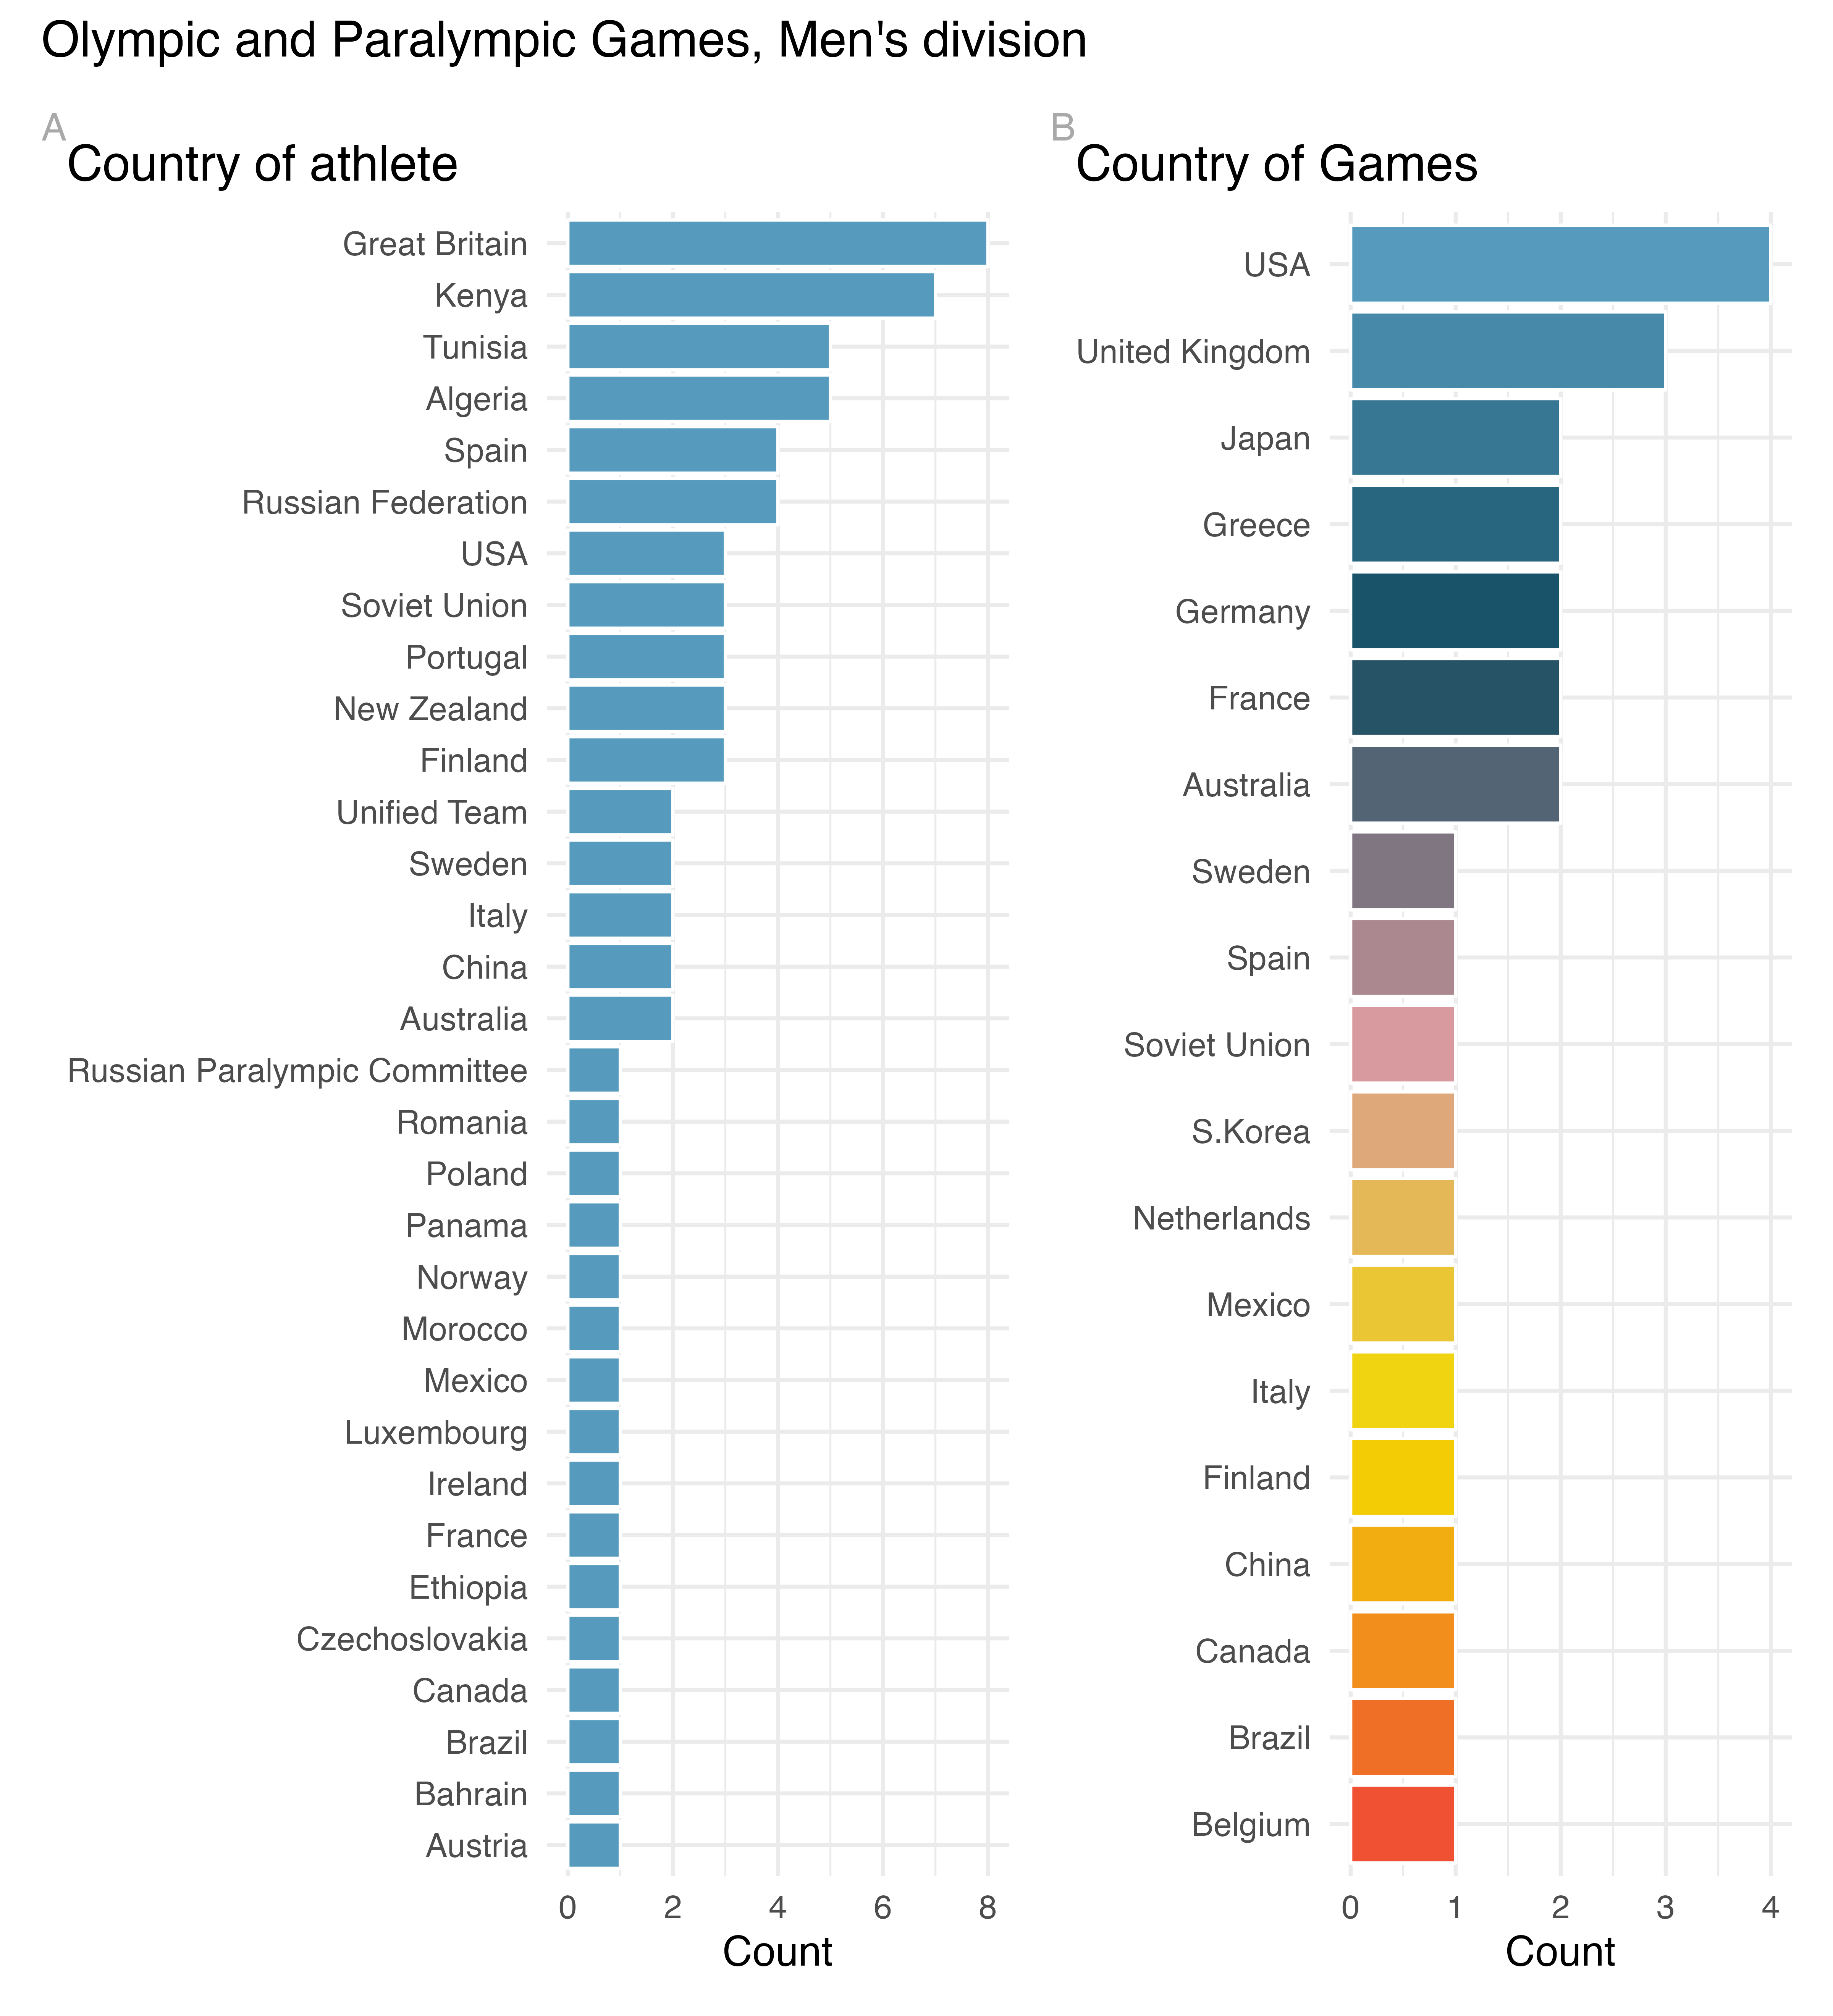 Olympic and Paralympic Games, Men's division
A
Country of athlete
Great Britain
Kenya
Tunisia
Algeria
Spain
Russian Federation
USA
Soviet Union
Portugal
New Zealand
Finland
Unified Team
Sweden
Italy
China
Australia
Russian Paralympic Committee
Romania
Poland
Panama
Norway
Morocco
Mexico
Luxembourg
Ireland
France
Ethiopia
Czechoslovakia
Canada
Brazil
Bahrain
Austria
0 2 4 6 8
Count
B
Country of Games
USA
United Kingdom
Japan
Greece
Germany
France
Australia
Sweden
Spain
Soviet Union
S.Korea
Netherlands
Mexico
Italy
Finland
China
Canada
Brazil
Belgium
0 1 2 3 4
Count